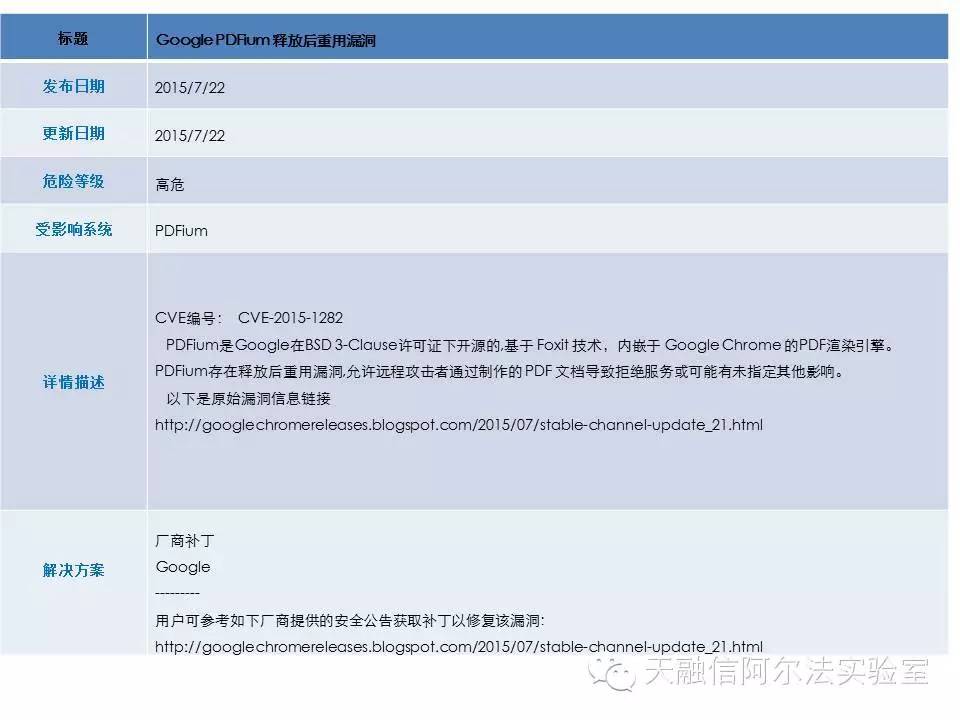 标题
Google PDFium 释放后重用漏洞
发布日期
2015/7/22
更新日期
2015/7/22
危险等级
高危
受影响系统
PDFium
详情描述
CVE编号： CVE-2015-1282
PDFium是Google在BSD 3-Clause许可证下开源的,基于 Foxit 技术，内嵌于 Google Chrome 的PDF渲染引擎。
PDFium存在释放后重用漏洞,允许远程攻击者通过制作的 PDF 文档导致拒绝服务或可能有未指定其他影响。
以下是原始漏洞信息链接
http://googlechromereleases.blogspot.com/2015/07/stable-channel-update_21.html
解决方案
厂商补丁
Google
---------
用户可参考如下厂商提供的安全公告获取补丁以修复该漏洞:
http://googlechromereleases.blogspot.com/2015/07/stable-channel-update_21.html
天融信阿尔法实验室